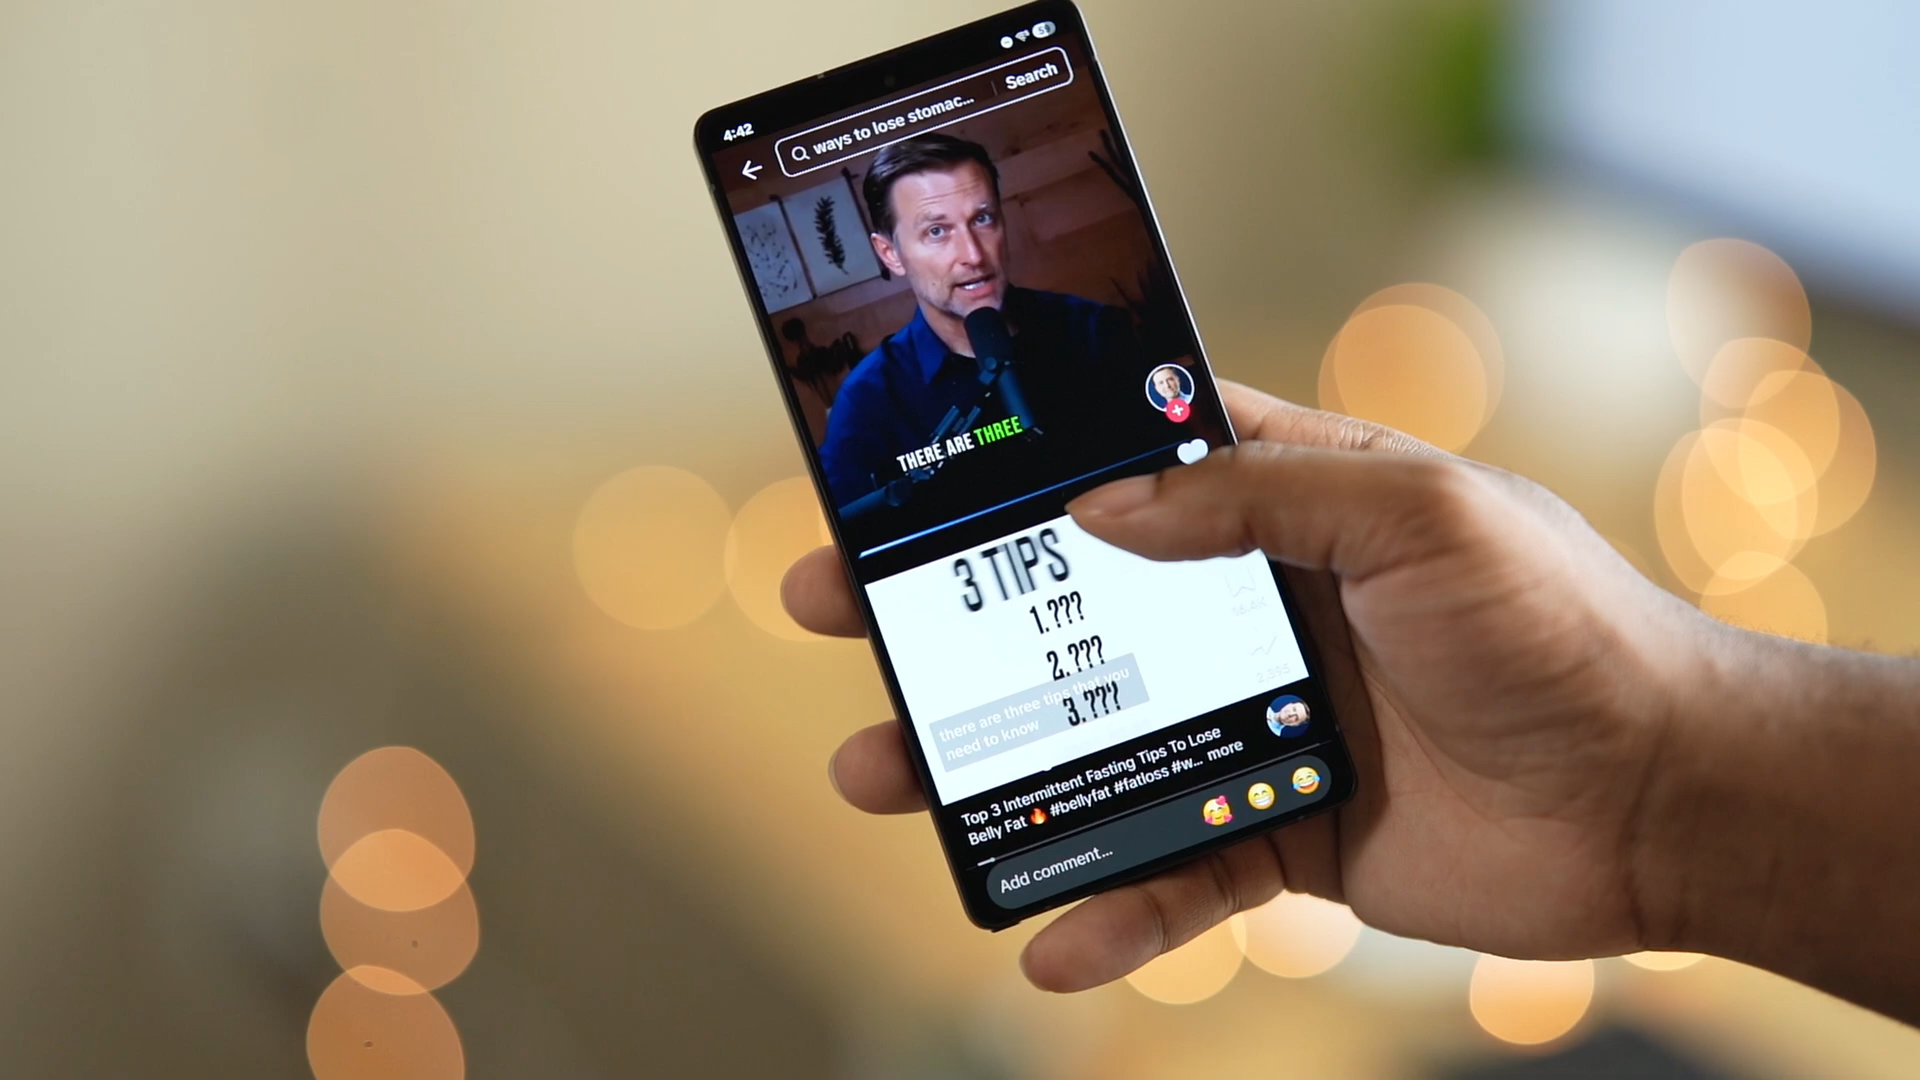 4:42
ways to lose stomac...
Search
THERE ARE THREE
3 TIPS
1.???
2.???
3.???
there are three tips that you
need to know
2,395
Top 3 Intermittent Fasting Tips To Lose
Belly Fat 🔥 #bellyfat #fatloss #w... more
Add comment...